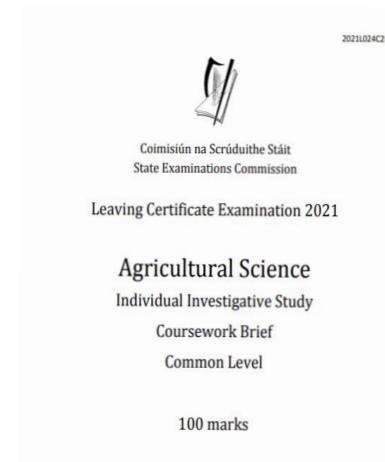 2021L024C2
Coimisiún na Scrúduithe Stáit
State Examinations Commission
Leaving Certificate Examination 2021
Agricultural Science
Individual Investigative Study
Coursework Brief
Common Level
100 marks